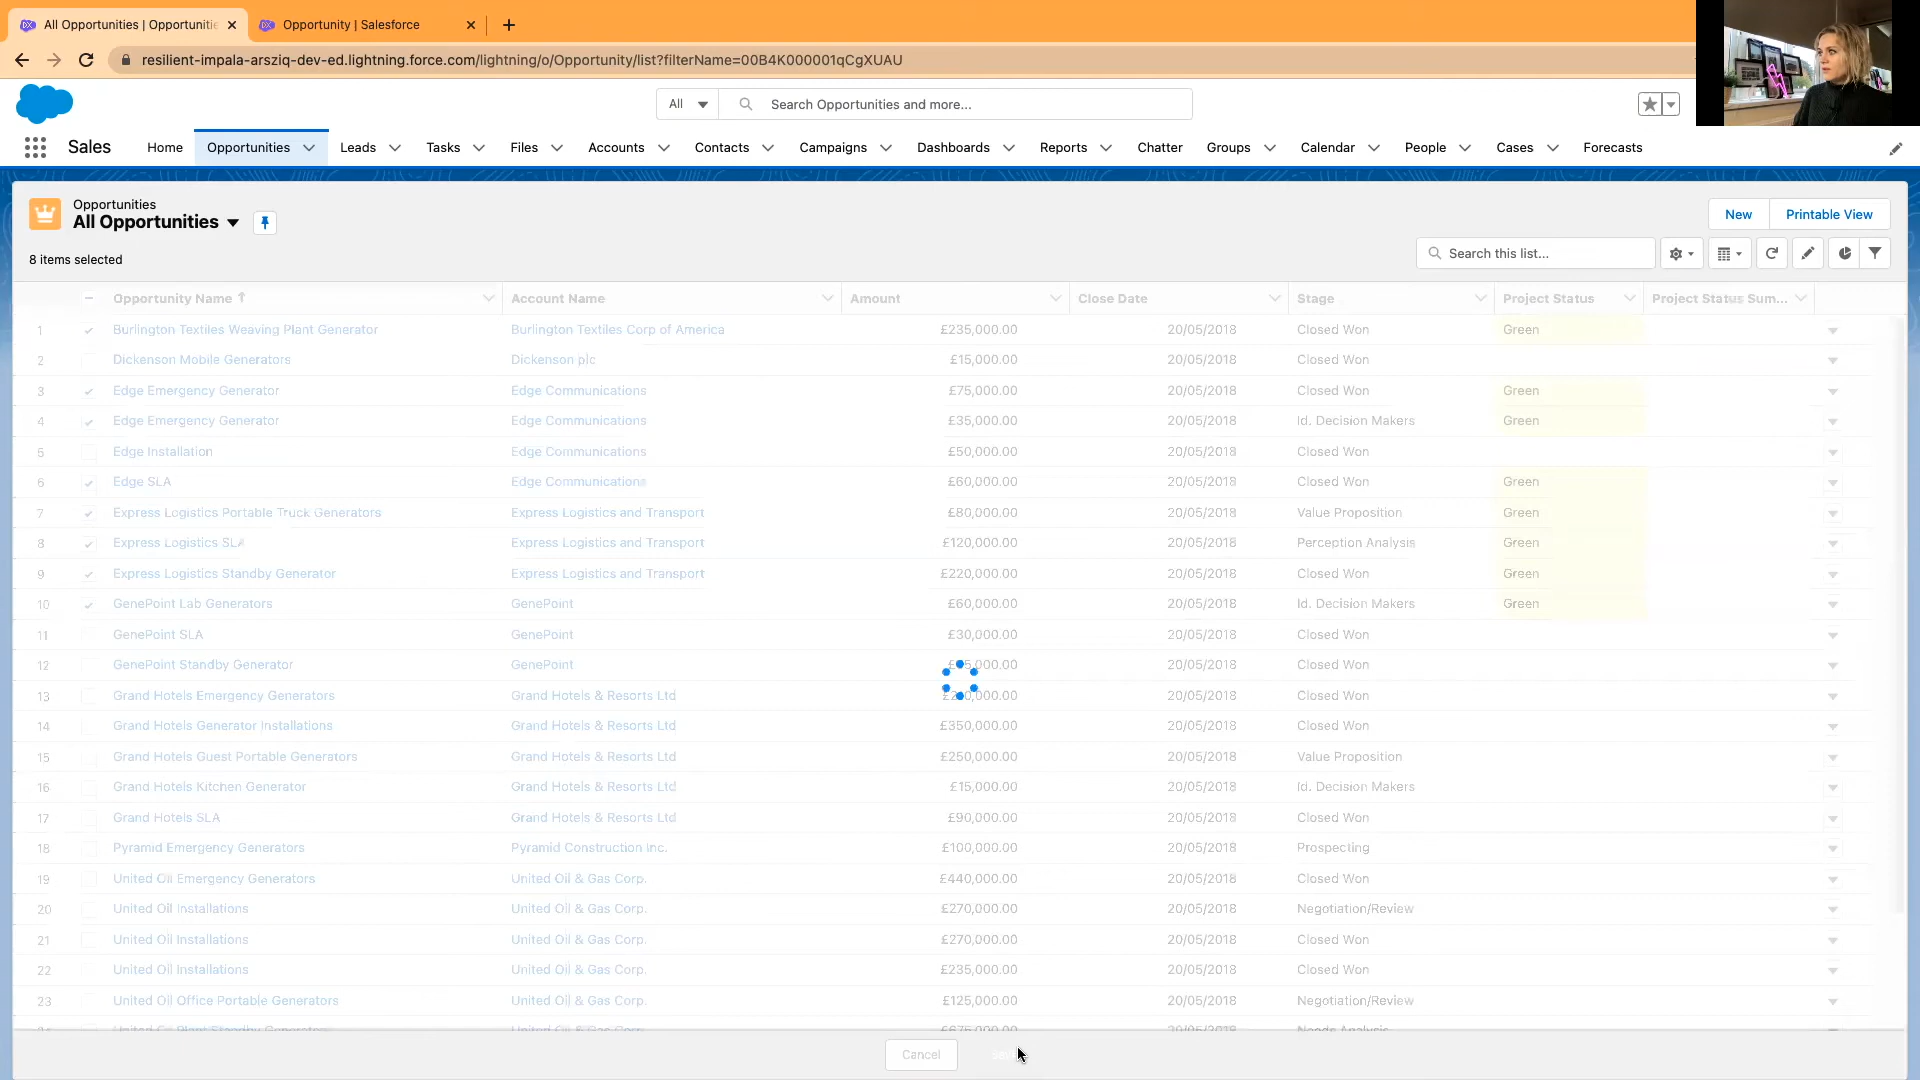 All Opportunities | Opportunitie
Opportunity | Salesforce
resilient-impala-arsziq-dev-ed.lightning.force.com/lightning/o/Opportunity/list?filterName=00B4K000001qCgXUAU
All
Search Opportunities and more...
Sales Home Opportunities Leads Tasks Files Accounts Contacts Campaigns Dashboards Reports Chatter Groups Calendar People Cases Forecasts
Opportunities
All Opportunities
New Printable View
8 items selected
Search this list...
Opportunity Name ↑ Account Name Amount Close Date Stage Project Status Project Status Sum...
1 Burlington Textiles Weaving Plant Generator Burlington Textiles Corp of America £235,000.00 20/05/2018 Closed Won Green
2 Dickenson Mobile Generators Dickenson plc £15,000.00 20/05/2018 Closed Won
3 Edge Emergency Generator Edge Communications £75,000.00 20/05/2018 Closed Won Green
4 Edge Emergency Generator Edge Communications £35,000.00 20/05/2018 Id. Decision Makers Green
5 Edge Installation Edge Communications £50,000.00 20/05/2018 Closed Won
6 Edge SLA Edge Communications £60,000.00 20/05/2018 Closed Won Green
7 Express Logistics Portable Truck Generators Express Logistics and Transport £80,000.00 20/05/2018 Value Proposition Green
8 Express Logistics SLA Express Logistics and Transport £120,000.00 20/05/2018 Perception Analysis Green
9 Express Logistics Standby Generator Express Logistics and Transport £220,000.00 20/05/2018 Closed Won Green
10 GenePoint Lab Generators GenePoint £60,000.00 20/05/2018 Id. Decision Makers Green
11 GenePoint SLA GenePoint £30,000.00 20/05/2018 Closed Won
12 GenePoint Standby Generator GenePoint 20/05/2018 Closed Won
13 Grand Hotels Emergency Generators Grand Hotels & Resorts Ltd 20/05/2018 Closed Won
14 Grand Hotels Generator Installations Grand Hotels & Resorts Ltd £350,000.00 20/05/2018 Closed Won
15 Grand Hotels Guest Portable Generators Grand Hotels & Resorts Ltd £250,000.00 20/05/2018 Value Proposition
16 Grand Hotels Kitchen Generator Grand Hotels & Resorts Ltd £15,000.00 20/05/2018 Id. Decision Makers
17 Grand Hotels SLA Grand Hotels & Resorts Ltd £90,000.00 20/05/2018 Closed Won
18 Pyramid Emergency Generators Pyramid Construction Inc. £100,000.00 20/05/2018 Prospecting
19 United Oil Emergency Generators United Oil & Gas Corp. £440,000.00 20/05/2018 Closed Won
20 United Oil Installations United Oil & Gas Corp. £270,000.00 20/05/2018 Negotiation/Review
21 United Oil Installations United Oil & Gas Corp. £270,000.00 20/05/2018 Closed Won
22 United Oil Installations United Oil & Gas Corp. £235,000.00 20/05/2018 Closed Won
23 United Oil Office Portable Generators United Oil & Gas Corp. £125,000.00 20/05/2018 Negotiation/Review
United Oil Plant Standby Generators United Oil & Gas Corp. £675,000.00 20/05/2018 Needs Analysis
Cancel